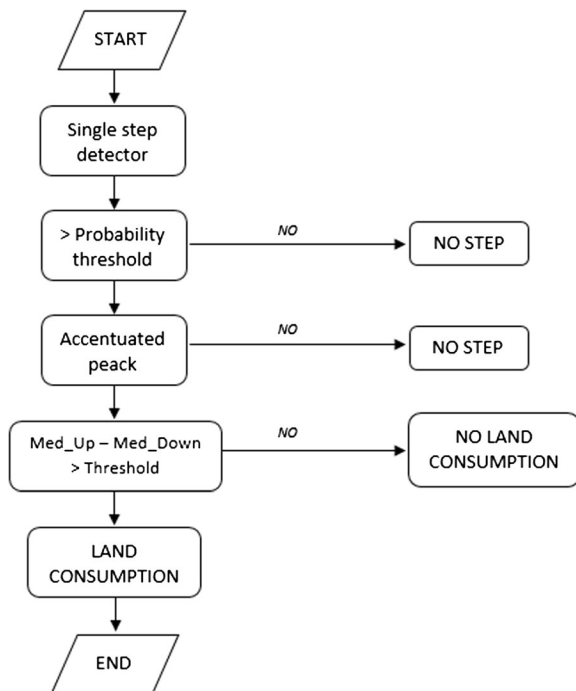 START
Single step
detector
> Probability
threshold
NO
NO STEP
Accentuated
peack
NO
NO STEP
Med_Up – Med_Down
> Threshold
NO
NO LAND
CONSUMPTION
LAND
CONSUMPTION
END